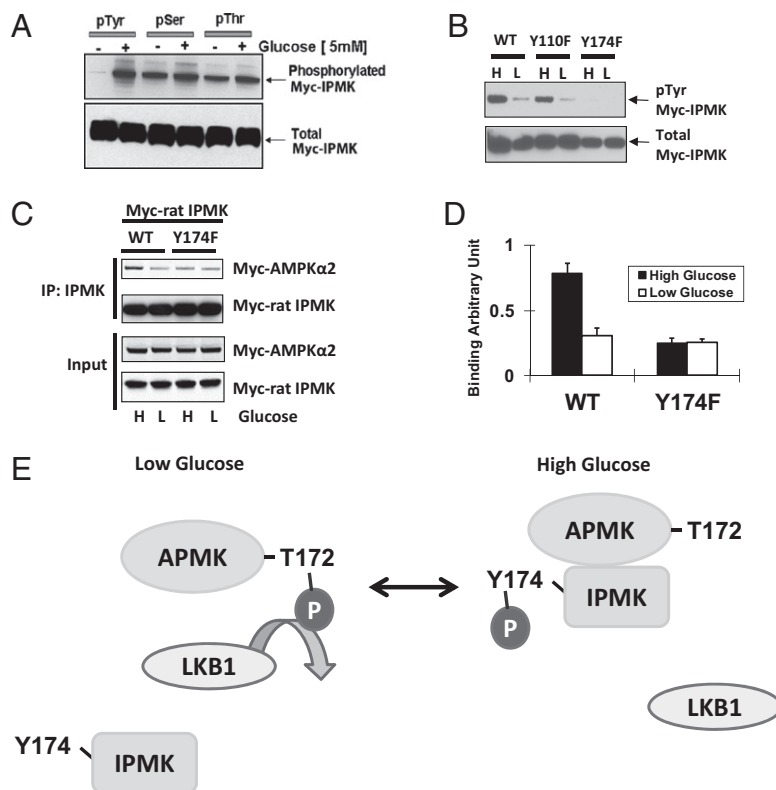 A
pTyr pSer pThr
- + - + - + Glucose [ 5mM]
Phosphorylated
Myc-IPMK
Total
Myc-IPMK
B
WT Y110F Y174F
H L H L H L
pTyr
Myc-IPMK
Total
Myc-IPMK
C
Myc-rat IPMK
WT Y174F
IP: IPMK
Myc-AMPKα2
Myc-rat IPMK
Input
Myc-AMPKα2
Myc-rat IPMK
H L H L Glucose
D
Binding Arbitrary Unit
1
0.5
0
High Glucose
Low Glucose
WT Y174F
E
Low Glucose
APMK
T172
P
LKB1
Y174
IPMK
High Glucose
APMK
T172
Y174
IPMK
P
LKB1